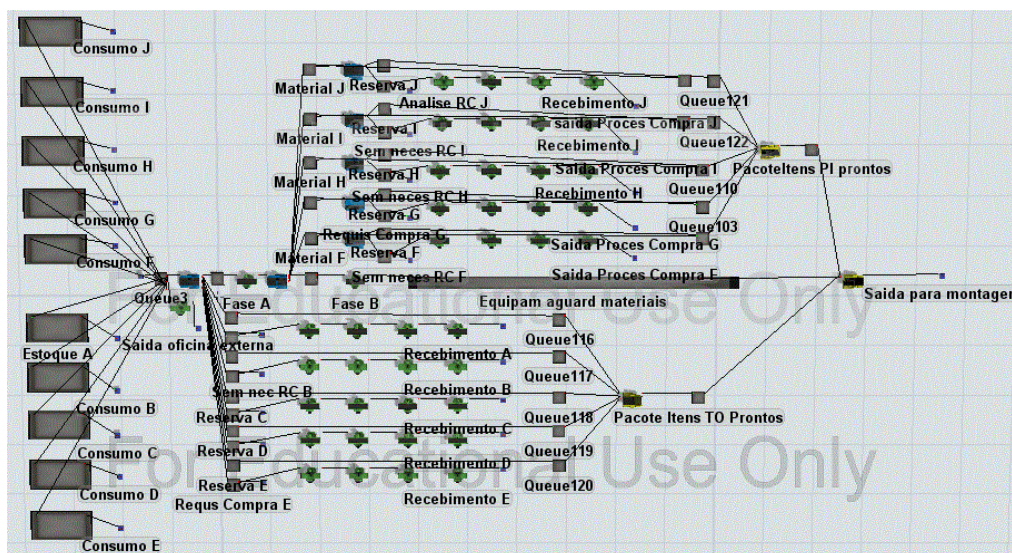 Consumo J
Consumo I
Consumo H
Consumo G
Consumo F
Queue3
Estoque A
Saida oficina externa
Consumo B
Consumo C
Consumo D
Consumo E
Fase A
Fase B
Material J
Reserva J
Analise RC J
Recebimento J
Queue121
Material I
Reserva I
Saida Proces Compra J
Queue122
Sem neces RC I
Recebimento I
Material H
Reserva H
Saida Proces Compra I
PacoteItens PI prontos
Queue110
Sem neces RC H
Recebimento H
Reserva G
Queue103
Requis Compra G
Saida Proces Compra G
Material F
Reserva F
Sem neces RC F
Saida Proces Compra F
Equipam aguard materiais
Saida para montagem
For Educational Use Only
Queue116
Recebimento A
Queue117
Sem nec RC B
Recebimento B
Reserva C
Queue118
Pacote Itens TO Prontos
Recebimento C
Reserva D
Queue119
Recebimento D
Reserva E
Queue120
Requs Compra E
Recebimento E
For Educational Use Only